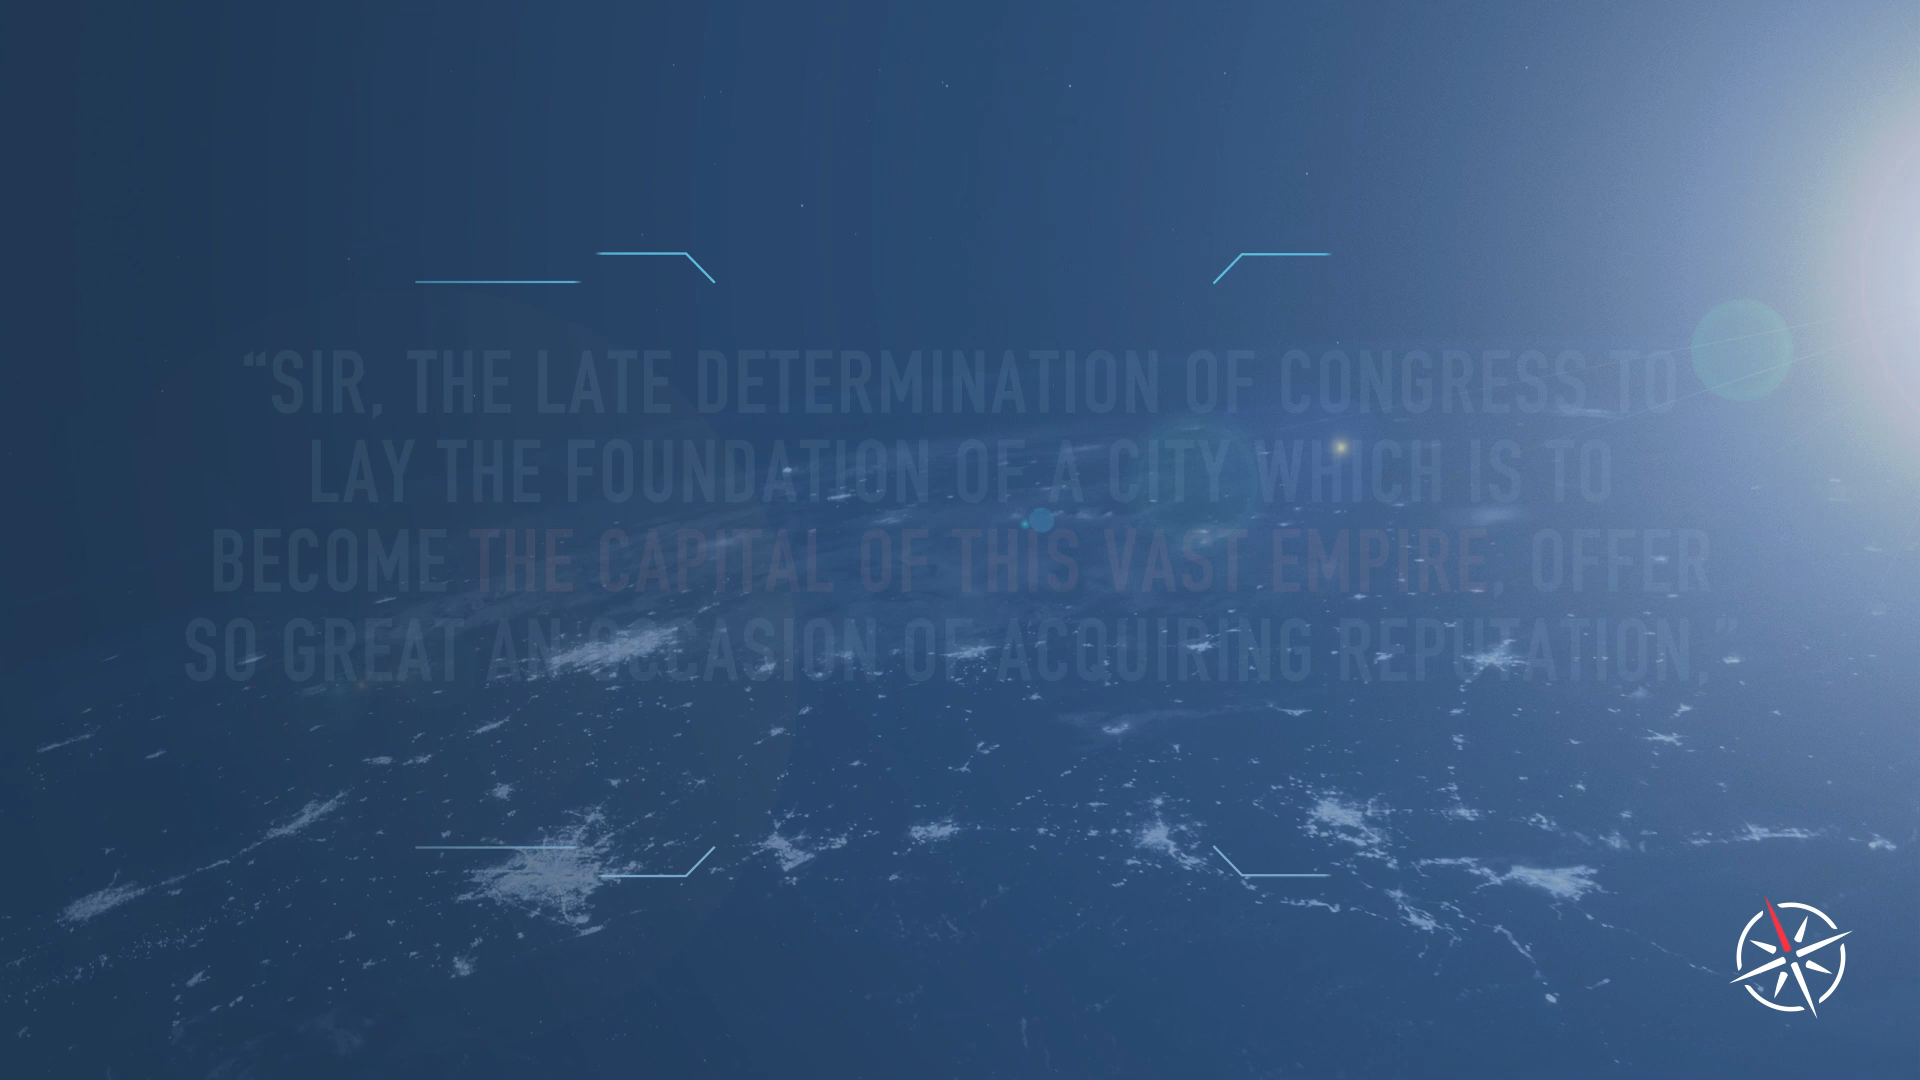 “SIR, THE LATE DETERMINATION OF CONGRESS TO
LAY THE FOUNDATION OF A CITY WHICH IS TO
BECOME THE CAPITAL OF THIS VAST EMPIRE, OFFER
SO GREAT AN OCCASION OF ACQUIRING REPUTATION,”